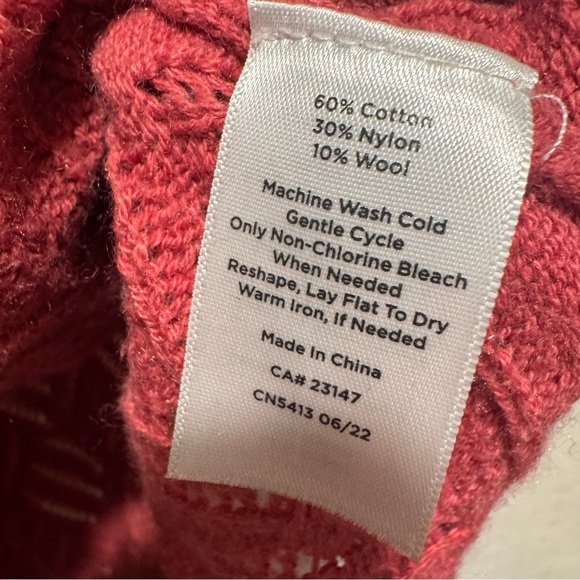 60% Cotton
30% Nylon
10% Wool
Machine Wash Cold
Gentle Cycle
Only Non-Chlorine Bleach
When Needed
Reshape, Lay Flat To Dry
Warm Iron, If Needed
Made In China
CA# 23147
CN5413 06/22